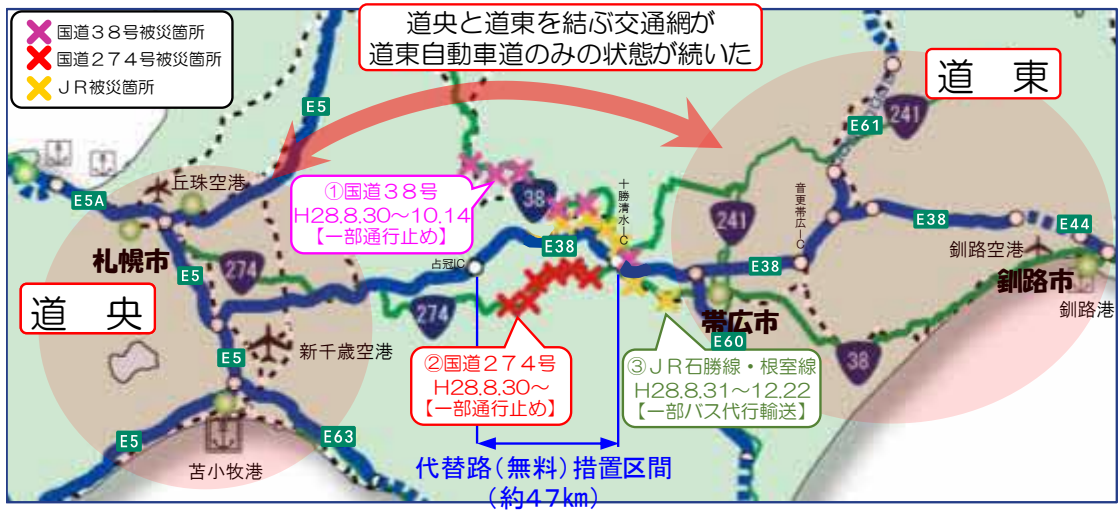 国道38号被災箇所
国道274号被災箇所
JR被災箇所
道央と道東を結ぶ交通網が
道東自動車道のみの状態が続いた
道 東
E5
241
E61
丘珠空港
E5A
①国道38号
H28.8.30~10.14
【一部通行止め】
38
十勝清水IC
241
音更帯広IC
E38
E44
釧路空港
札幌市
274
E5
占冠IC
E38
E38
釧路市
釧路港
道 央
274
帯広市
E60
38
新千歳空港
E5
②国道274号
H28.8.30~
【一部通行止め】
③JR石勝線・根室線
H28.8.31~12.22
【一部バス代行輸送】
E5
E63
苫小牧港
代替路(無料)措置区間
(約47km)